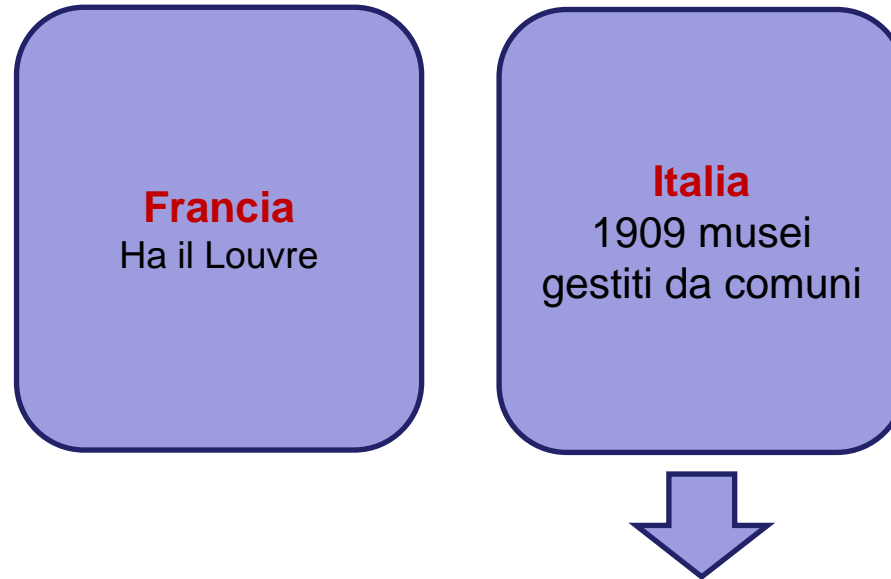 Francia
Ha il Louvre
Italia
1909 musei
gestiti da comuni